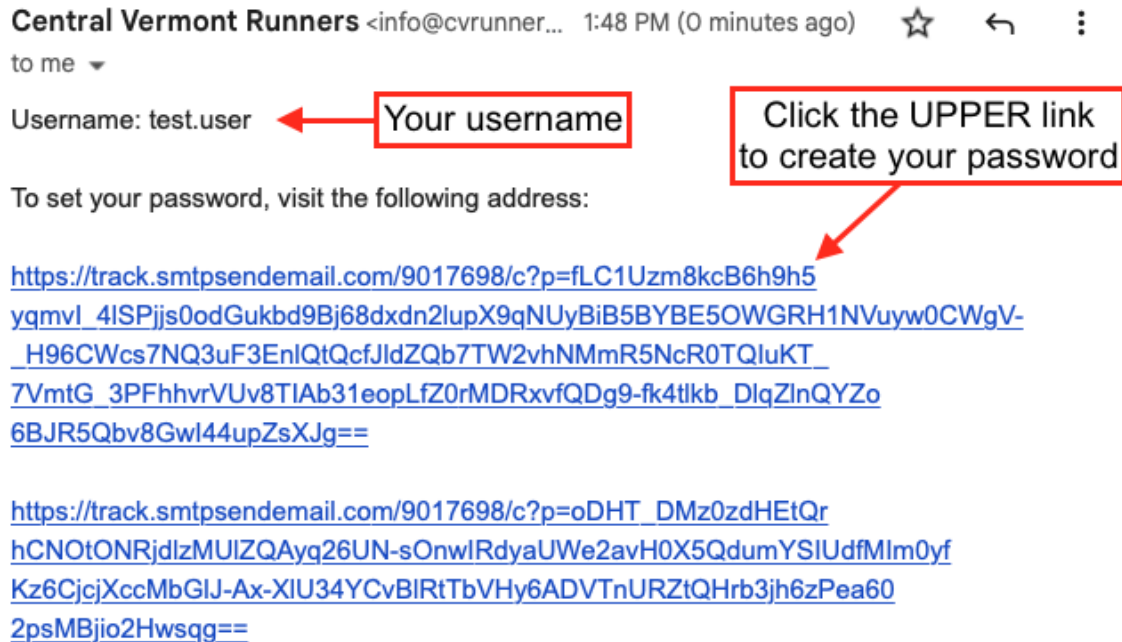 Central Vermont Runners <info@cvrunner... 1:48 PM (0 minutes ago)
to me
Username: test.user
Your username
Click the UPPER link
to create your password
To set your password, visit the following address:
https://track.smtpsendemail.com/9017698/c?p=fLC1Uzm8kcB6h9h5
yqmvI_4lSPjjs0odGukbd9Bj68dxdn2lupX9qNUyBiB5BYBE5OWGRH1NVuyw0CWgV-
_H96CWcs7NQ3uF3EnlQtQcfJldZQb7TW2vhNMmR5NcR0TQluKT_
7VmtG_3PFhhvrVUv8TlAb31eopLfZ0rMDRxvfQDg9-fk4tlkb_DlqZlnQYZo
6BJR5Qbv8Gwl44upZsXJg==
https://track.smtpsendemail.com/9017698/c?p=oDHT_DMz0zdHEtQr
hCNOtONRjdlzMUlZQAyq26UN-sOnwlRdyaUWe2avH0X5QdumYSlUdfMlm0yf
Kz6CjcjXccMbGlJ-Ax-XlU34YCvBlRtTbVHy6ADVTnURZtQHrb3jh6zPea60
2psMBjio2Hwsqg==